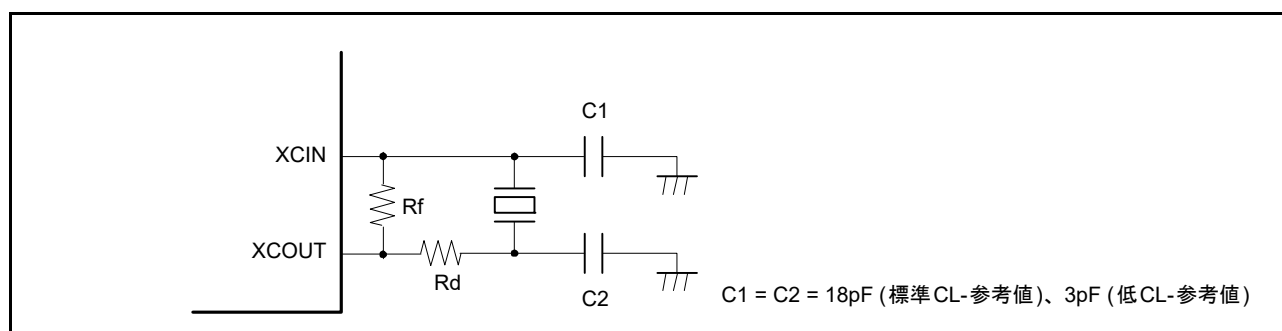 C1
XCIN
Rf
XCOUT
Rd
C2
C1 = C2 = 18pF (標準CL-参考値)、3pF (低CL-参考値)